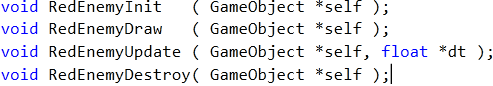 void RedEnemyInit   ( GameObject *self );
void RedEnemyDraw   ( GameObject *self );
void RedEnemyUpdate ( GameObject *self, float *dt );
void RedEnemyDestroy( GameObject *self );